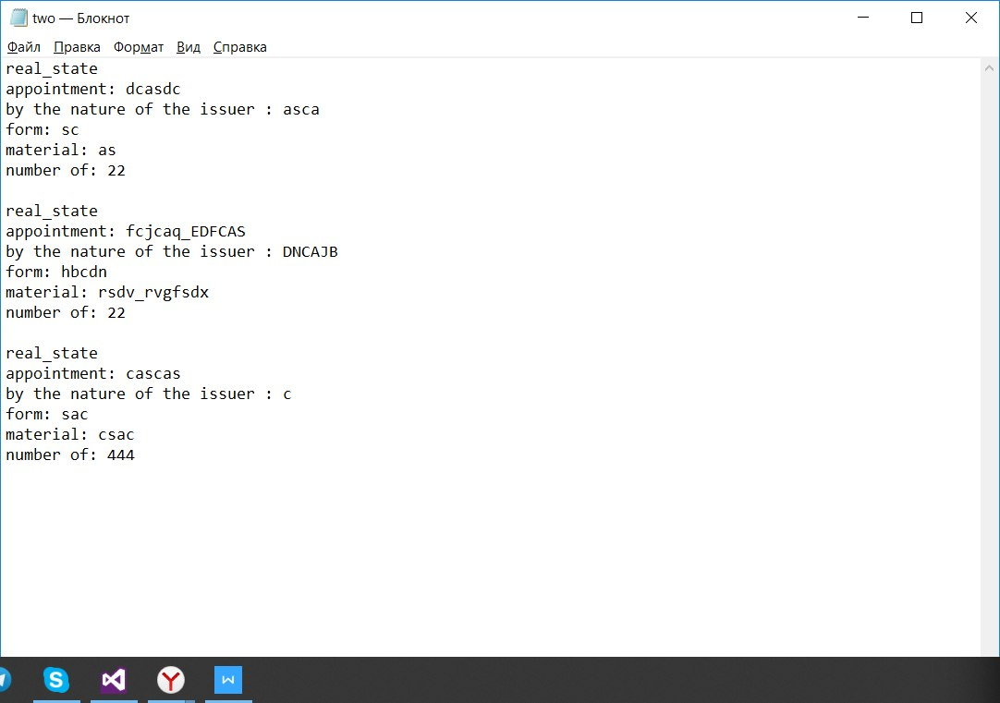 two — Блокнот
Файл Правка Формат Вид Справка
real_state
appointment: dcasdc
by the nature of the issuer : asca
form: sc
material: as
number of: 22
real_state
appointment: fcjcaq_EDFCAS
by the nature of the issuer : DNCAJB
form: hbcdn
material: rsdv_rvgfsdx
number of: 22
real_state
appointment: cascas
by the nature of the issuer : c
form: sac
material: csac
number of: 444